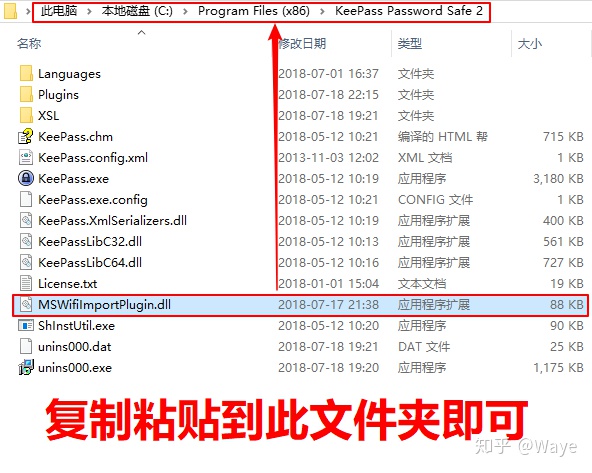 此电脑 › 本地磁盘 (C:) › Program Files (x86) › KeePass Password Safe 2
名称 修改日期 类型 大小
Languages 2018-07-01 16:37 文件夹
Plugins 2018-07-18 22:15 文件夹
XSL 2018-07-18 19:21 文件夹
KeePass.chm 2018-05-12 10:21 编译的 HTML 帮 715 KB
KeePass.config.xml 2013-11-03 12:02 XML 文档 1 KB
KeePass.exe 2018-05-12 10:21 应用程序 3,180 KB
KeePass.exe.config 2018-05-12 10:21 CONFIG 文件 1 KB
KeePass.XmlSerializers.dll 2018-05-12 10:19 应用程序扩展 400 KB
KeePassLibC32.dll 2018-05-12 10:13 应用程序扩展 561 KB
KeePassLibC64.dll 2018-05-12 10:16 应用程序扩展 727 KB
License.txt 2018-01-01 15:04 文本文档 19 KB
MSWifiImportPlugin.dll 2018-07-17 21:38 应用程序扩展 88 KB
ShInstUtil.exe 2018-05-12 10:20 应用程序 90 KB
unins000.dat 2018-07-18 19:21 DAT 文件 25 KB
unins000.exe 2018-07-18 19:20 应用程序 1,175 KB
复制粘贴到此文件夹即可
知乎 @Waye